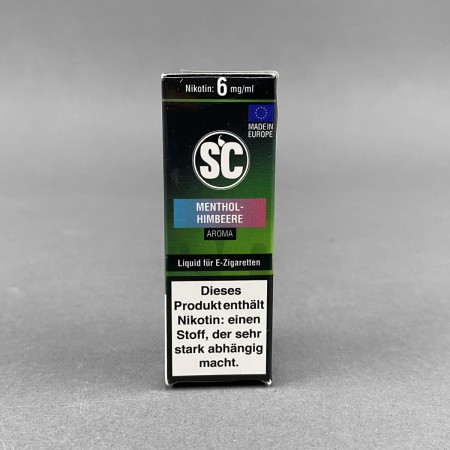 Nikotin: 6 mg/ml
MADE IN
EUROPE
SC
MENTHOL-
HIMBEERE
AROMA
Liquid für E-Zigaretten
Dieses
Produkt enthält
Nikotin: einen
Stoff, der sehr
stark abhängig
macht.